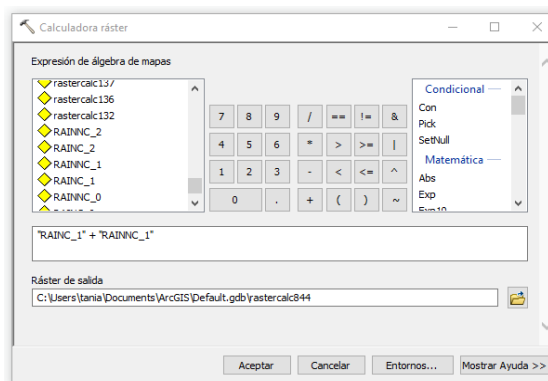 Calculadora ráster
Expresión de álgebra de mapas
rastercalc137
rastercalc136
rastercalc132
RAINNC_2
RAINC_2
RAINNC_1
RAINC_1
RAINNC_0
7 8 9 / == != &
4 5 6 * > >= |
1 2 3 - < <= ^
0 . + ( ) ~
Condicional
Con
Pick
SetNull
Matemática
Abs
Exp
Exp10
"RAINC_1" + "RAINNC_1"
Ráster de salida
C:\Users\tania\Documents\ArcGIS\Default.gdb\rastercalc844
Aceptar Cancelar Entornos... Mostrar Ayuda >>